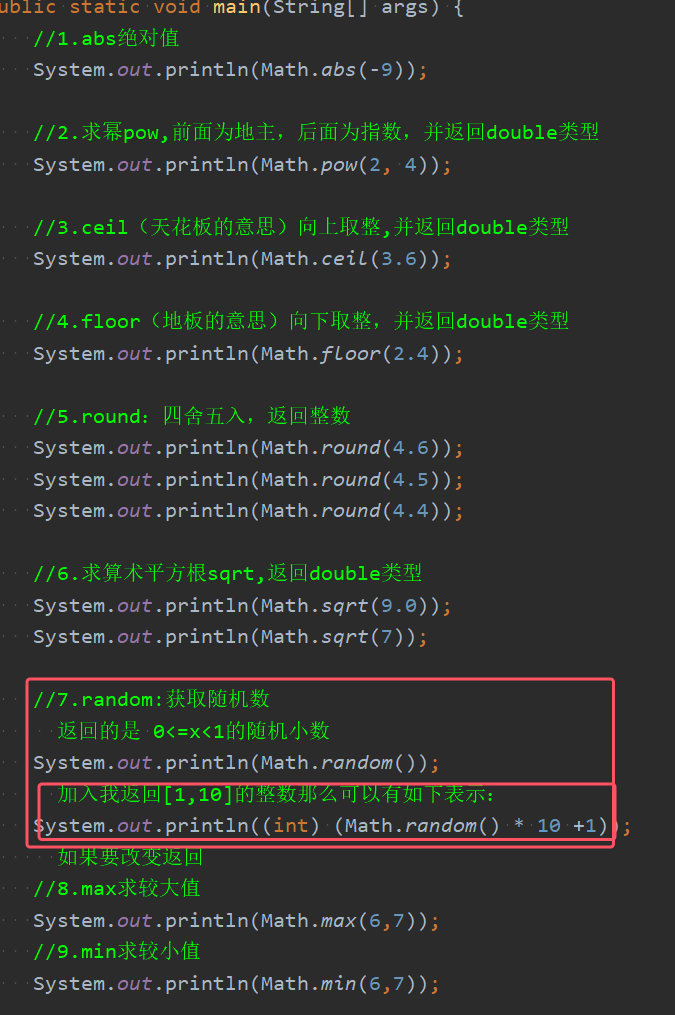 ublic static void main(String[] args) {
//1.abs绝对值
System.out.println(Math.abs(-9));
//2.求幂pow,前面为地主，后面为指数，并返回double类型
System.out.println(Math.pow(2, 4));
//3.ceil（天花板的意思）向上取整,并返回double类型
System.out.println(Math.ceil(3.6));
//4.floor（地板的意思）向下取整，并返回double类型
System.out.println(Math.floor(2.4));
//5.round：四舍五入，返回整数
System.out.println(Math.round(4.6));
System.out.println(Math.round(4.5));
System.out.println(Math.round(4.4));
//6.求算术平方根sqrt,返回double类型
System.out.println(Math.sqrt(9.0));
System.out.println(Math.sqrt(7));
//7.random:获取随机数
返回的是 0<=x<1的随机小数
System.out.println(Math.random());
加入我返回[1,10]的整数那么可以有如下表示：
System.out.println((int) (Math.random() * 10 +1));
如果要改变返回
//8.max求较大值
System.out.println(Math.max(6,7));
//9.min求较小值
System.out.println(Math.min(6,7));